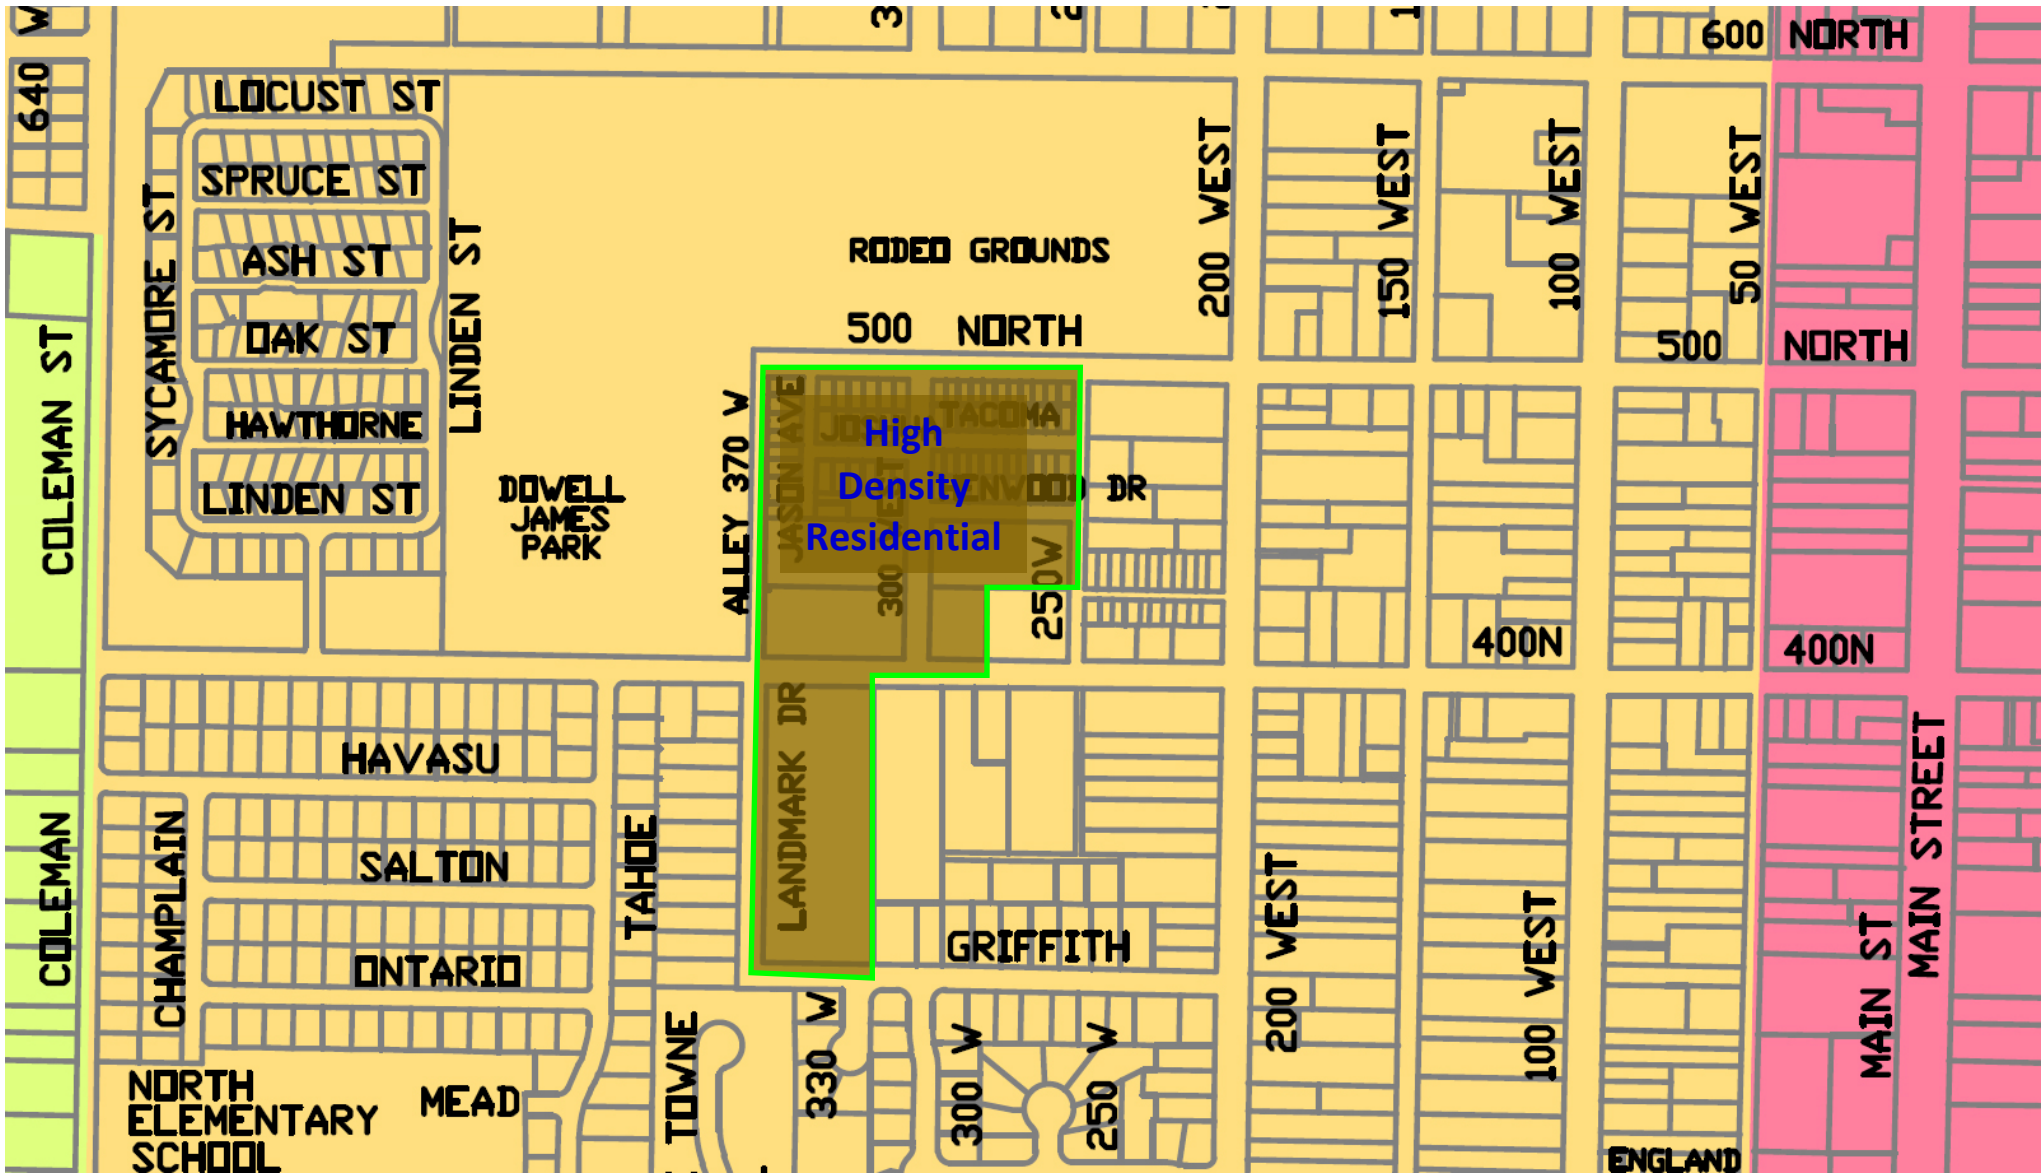 640 W
600 NORTH
LOCUST ST
SPRUCE ST
ASH ST
OAK ST
HAWTHORNE
LINDEN ST
SYCAMORE ST
LINDEN ST
COLEMAN ST
RODEO GROUNDS
500 NORTH
200 WEST
150 WEST
100 WEST
50 WEST
500 NORTH
DOWELL
JAMES
PARK
ALLEY 370 W
JASON AVE
TACOMA
High
Density
Residential
DR
300
250W
400N
400N
HAVASU
SALTON
ONTARIO
CHAMPLAIN
COLEMAN
TAHOE
LANDMARK DR
GRIFFITH
200 WEST
200 WEST
100 WEST
MAIN STREET
MAIN ST
NORTH
ELEMENTARY
SCHOOL
MEAD
TOWNE
330 W
300 W
250 W
ENGLAND